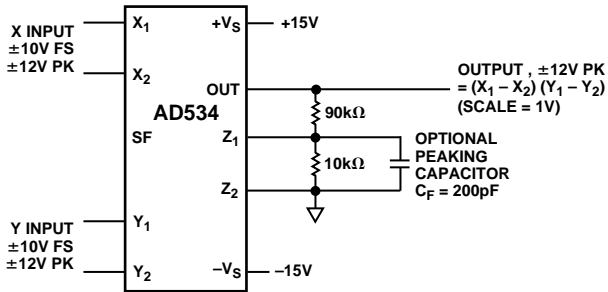 X INPUT
±10V FS
±12V PK
X1
X2
+VS
+15V
OUT
OUTPUT , ±12V PK
= (X1 – X2) (Y1 – Y2)
(SCALE = 1V)
AD534
90kΩ
SF
Z1
10kΩ
OPTIONAL
PEAKING
CAPACITOR
CF = 200pF
Z2
Y INPUT
±10V FS
±12V PK
Y1
Y2
–VS
–15V